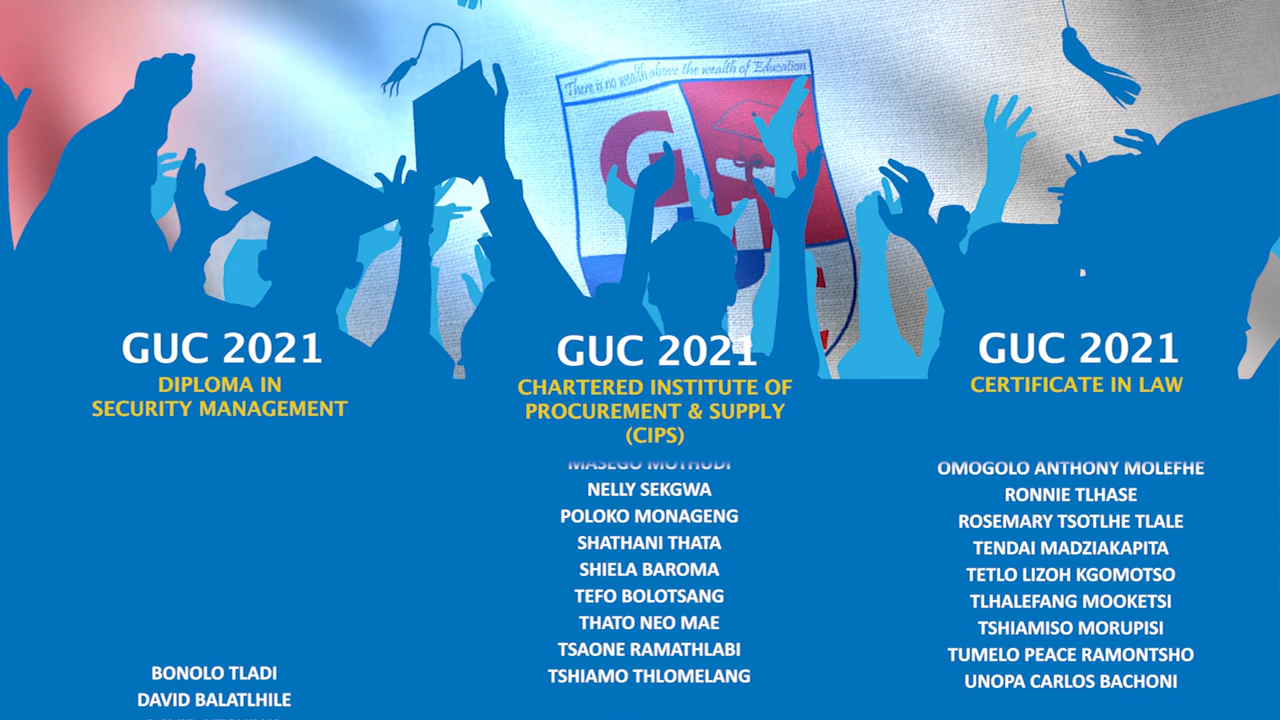 There is no wealth above the wealth of Education
G
GUC 2021
DIPLOMA IN
SECURITY MANAGEMENT
BONOLO TLADI
DAVID BALATLHILE
GUC 2021
CHARTERED INSTITUTE OF
PROCUREMENT & SUPPLY
(CIPS)
MASEGO MOTHUDI
NELLY SEKGWA
POLOKO MONAGENG
SHATHANI THATA
SHIELA BAROMA
TEFO BOLOTSANG
THATO NEO MAE
TSAONE RAMATHLABI
TSHIAMO THLOMELANG
GUC 2021
CERTIFICATE IN LAW
OMOGOLO ANTHONY MOLEFHE
RONNIE TLHASE
ROSEMARY TSOTLHE TLALE
TENDAI MADZIAKAPITA
TETLO LIZOH KGOMOTSO
TLHALEFANG MOOKETSI
TSHIAMISO MORUPISI
TUMELO PEACE RAMONTSHO
UNOPA CARLOS BACHONI